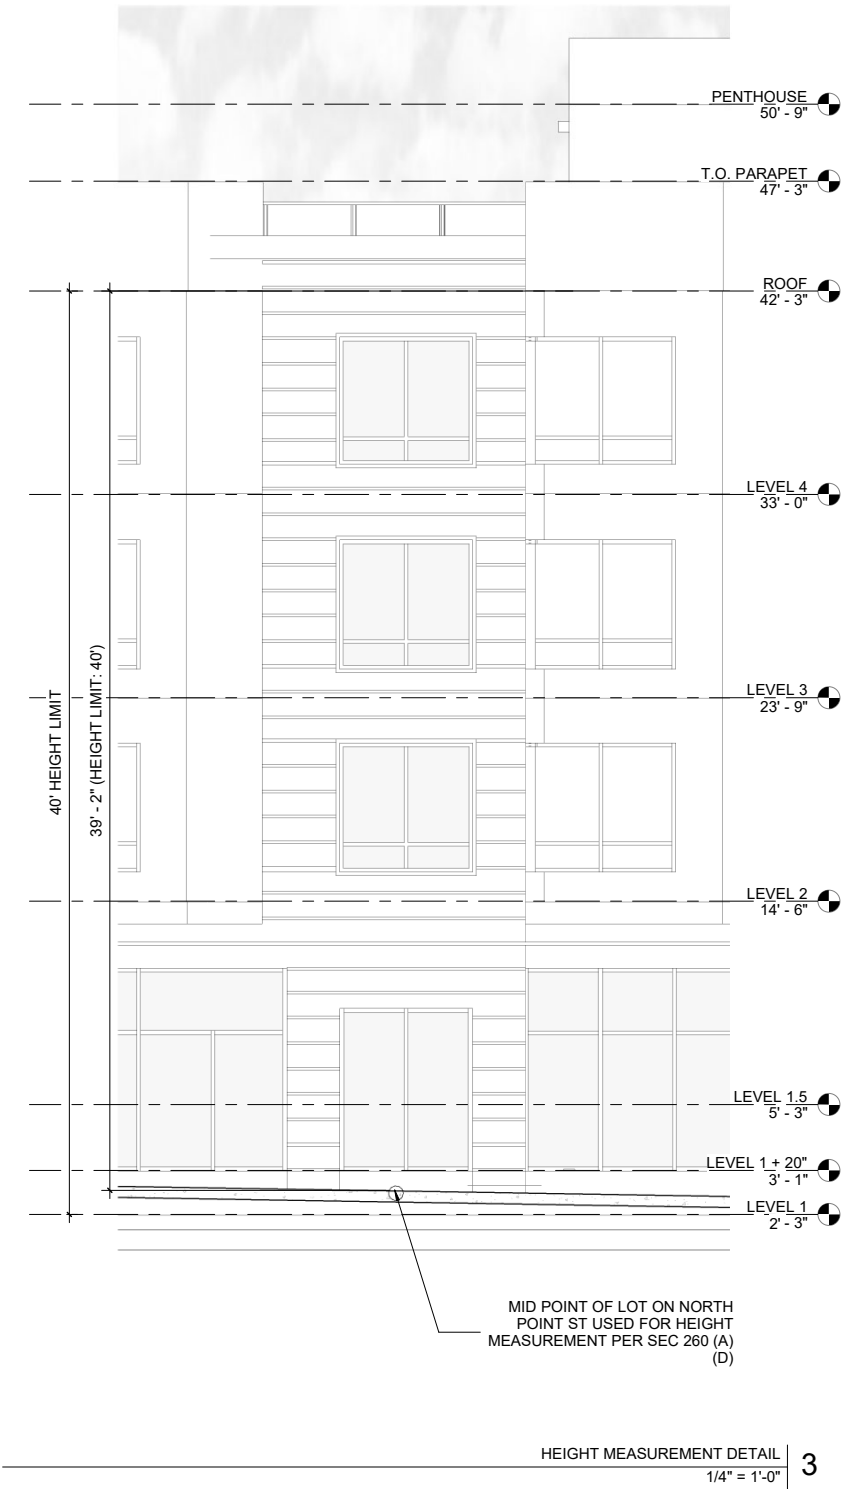 PENTHOUSE
50' - 9"
T.O. PARAPET
47' - 3"
ROOF
42' - 3"
LEVEL 4
33' - 0"
LEVEL 3
23' - 9"
40' HEIGHT LIMIT
39' - 2" (HEIGHT LIMIT: 40')
LEVEL 2
14' - 6"
LEVEL 1.5
5' - 3"
LEVEL 1 + 20"
3' - 1"
LEVEL 1
2' - 3"
MID POINT OF LOT ON NORTH
POINT ST USED FOR HEIGHT
MEASUREMENT PER SEC 260 (A)
(D)
HEIGHT MEASUREMENT DETAIL
1/4" = 1'-0"
3